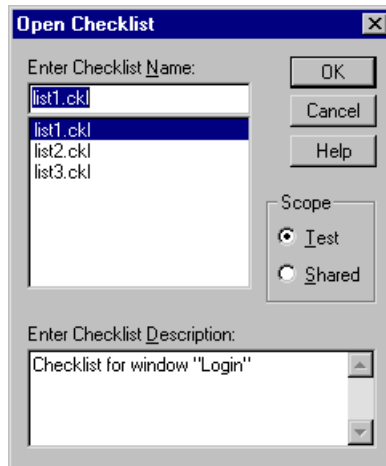 Open Checklist
Enter Checklist Name:
list1.ckl
list1.ckl
list2.ckl
list3.ckl
OK
Cancel
Help
Scope
Test
Shared
Enter Checklist Description:
Checklist for window "Login"